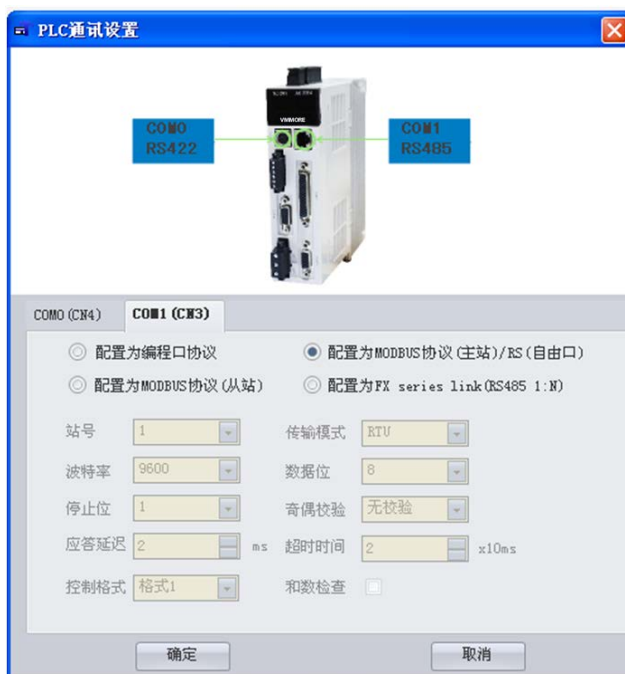 PLC通讯设置
VMMORE
COM0
RS422
COM1
RS485
COM0(CN4) COM1(CN3)
配置为编程口协议 配置为MODBUS协议(主站)/RS(自由口)
配置为MODBUS协议(从站) 配置为FX series link(RS485 1:N)
站号 1 传输模式 RTU
波特率 9600 数据位 8
停止位 1 奇偶校验 无校验
应答延迟 2 ms 超时时间 2 x10ms
控制格式 格式1 和数检查
确定 取消